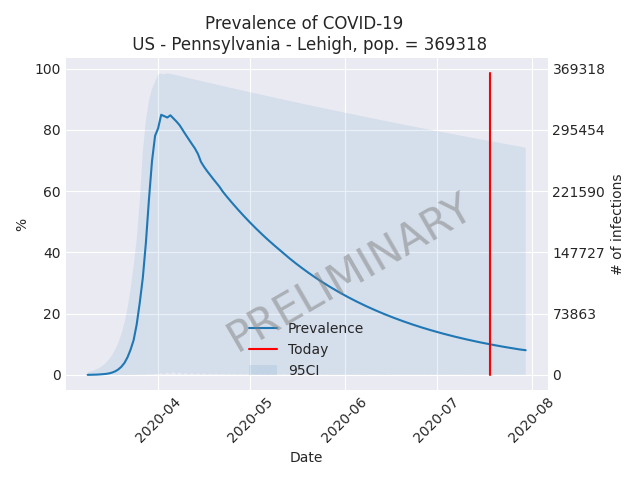 Prevalence of COVID-19
US - Pennsylvania - Lehigh, pop. = 369318
100
80
60
40
20
0
%
369318
295454
221590
147727
73863
0
# of infections
PRELIMINARY
Prevalence
Today
95CI
2020-04
2020-05
2020-06
2020-07
2020-08
Date